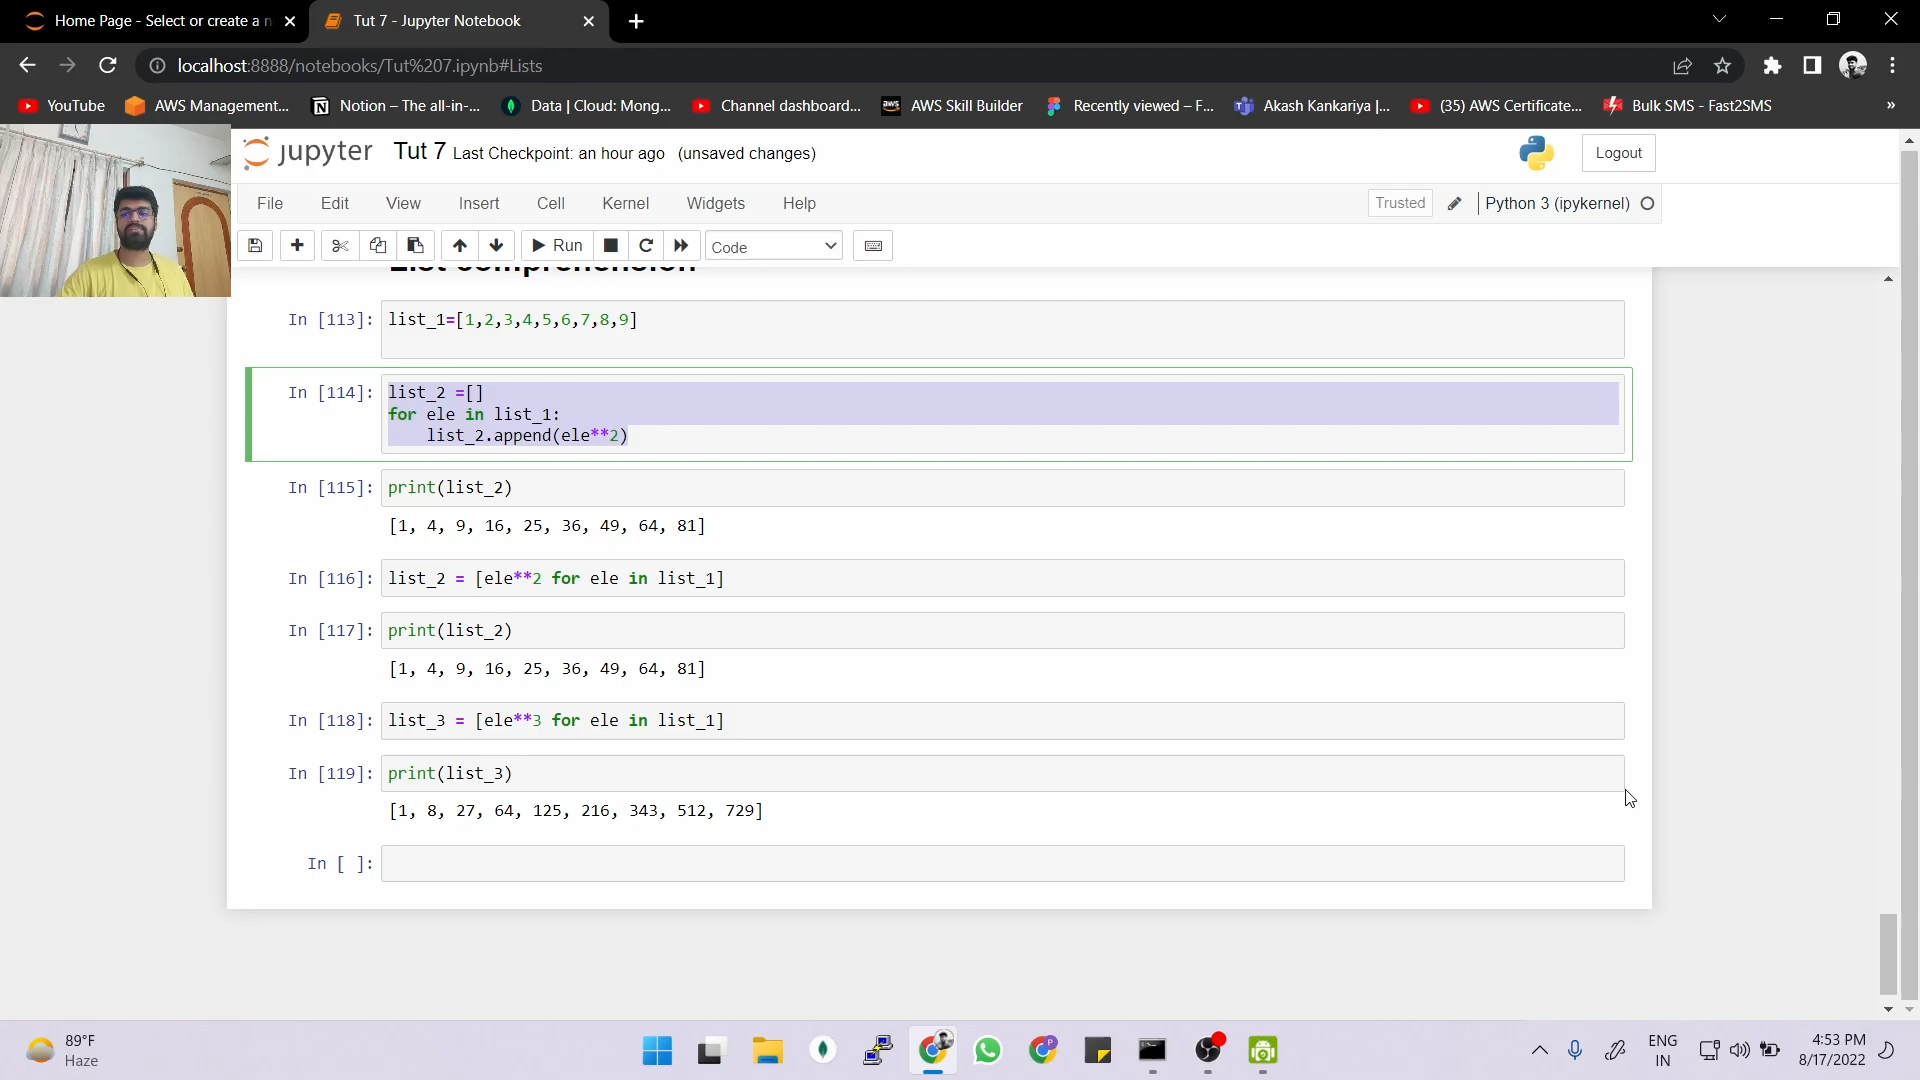 Home Page - Select or create a n
Tut 7 - Jupyter Notebook
localhost:8888/notebooks/Tut%207.ipynb#Lists
YouTube
AWS Management...
Notion – The all-in-...
Data | Cloud: Mong...
Channel dashboard...
AWS Skill Builder
Recently viewed – F...
Akash Kankariya |...
(35) AWS Certificate...
Bulk SMS - Fast2SMS
»
jupyter Tut 7 Last Checkpoint: an hour ago (unsaved changes)
Logout
File Edit View Insert Cell Kernel Widgets Help
Trusted
Python 3 (ipykernel)
Run
Code
List comprehension
In [113]: list_1=[1,2,3,4,5,6,7,8,9]
In [114]: list_2 =[]
for ele in list_1:
    list_2.append(ele**2)
In [115]: print(list_2)
[1, 4, 9, 16, 25, 36, 49, 64, 81]
In [116]: list_2 = [ele**2 for ele in list_1]
In [117]: print(list_2)
[1, 4, 9, 16, 25, 36, 49, 64, 81]
In [118]: list_3 = [ele**3 for ele in list_1]
In [119]: print(list_3)
[1, 8, 27, 64, 125, 216, 343, 512, 729]
In [ ]:
89°F
Haze
ENG
IN
4:53 PM
8/17/2022